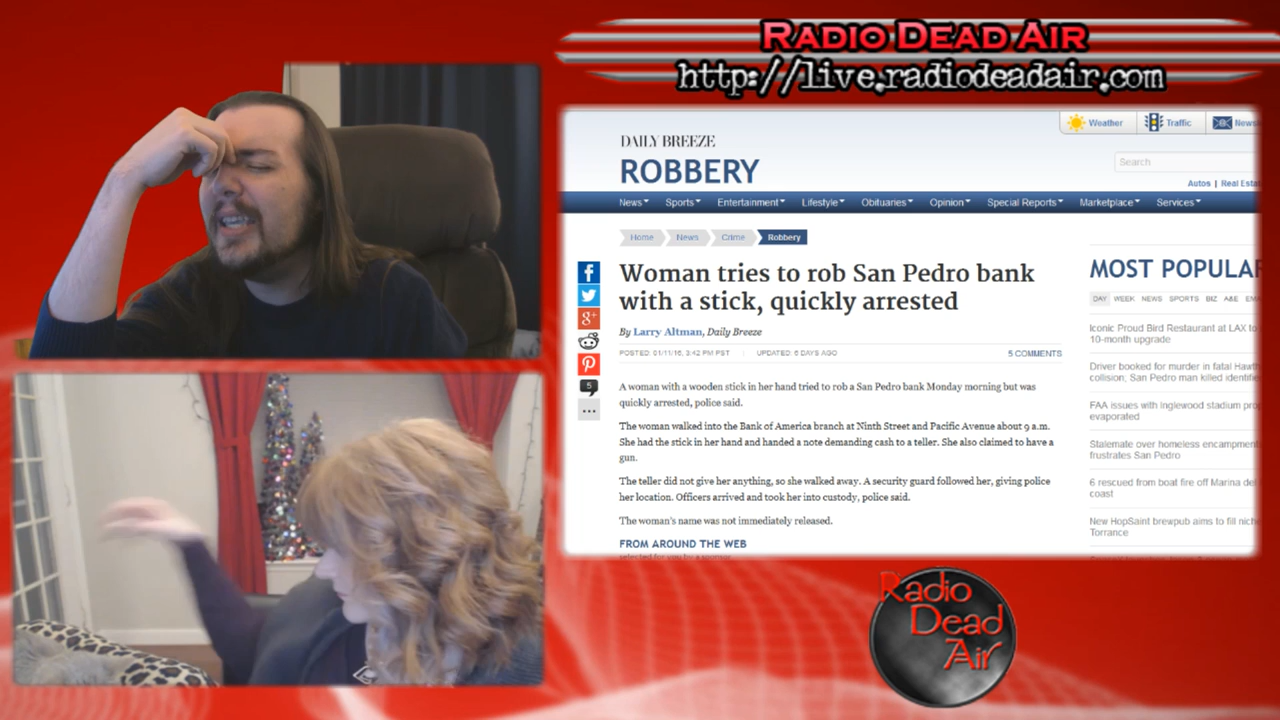 RADIO DEAD AIR
http://live.radiodeadair.com
Weather
Traffic
DAILY BREEZE
ROBBERY
Search
Autos | Real
News
Sports
Entertainment
Lifestyle
Obituaries
Opinion
Special Reports
Marketplace
Services
Home
News
Crime
Robbery
Woman tries to rob San Pedro bank
with a stick, quickly arrested
By Larry Altman, Daily Breeze
POSTED: 01/11/16, 3:42 PM PST | UPDATED: 6 DAYS AGO
5 COMMENTS
f
g+
5
A woman with a wooden stick in her hand tried to rob a San Pedro bank Monday morning but was
quickly arrested, police said.
The woman walked into the Bank of America branch at Ninth Street and Pacific Avenue about 9 a.m.
She had the stick in her hand and handed a note demanding cash to a teller. She also claimed to have a
gun.
The teller did not give her anything, so she walked away. A security guard followed her, giving police
her location. Officers arrived and took her into custody, police said.
The woman's name was not immediately released.
FROM AROUND THE WEB
selected for you by a sponsor
MOST POPULAR
DAY WEEK NEWS SPORTS BIZ A&E
Iconic Proud Bird Restaurant at LAX to
10-month upgrade
Driver booked for murder in fatal
collision; San Pedro man killed
FAA issues with Inglewood stadium
evaporated
Stalemate over homeless
frustrates San Pedro
6 rescued from boat fire off Marina del
coast
New HopSaint brewpub aims to fill
Torrance
Radio
Dead
Air